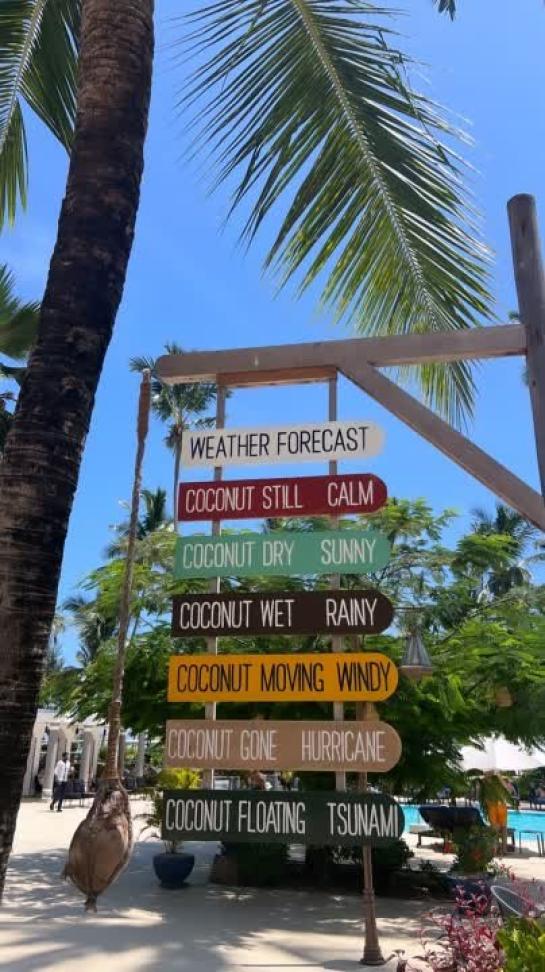 WEATHER FORECAST
COCONUT STILL CALM
COCONUT DRY SUNNY
COCONUT WET RAINY
COCONUT MOVING WINDY
COCONUT GONE HURRICANE
COCONUT FLOATING TSUNAMI